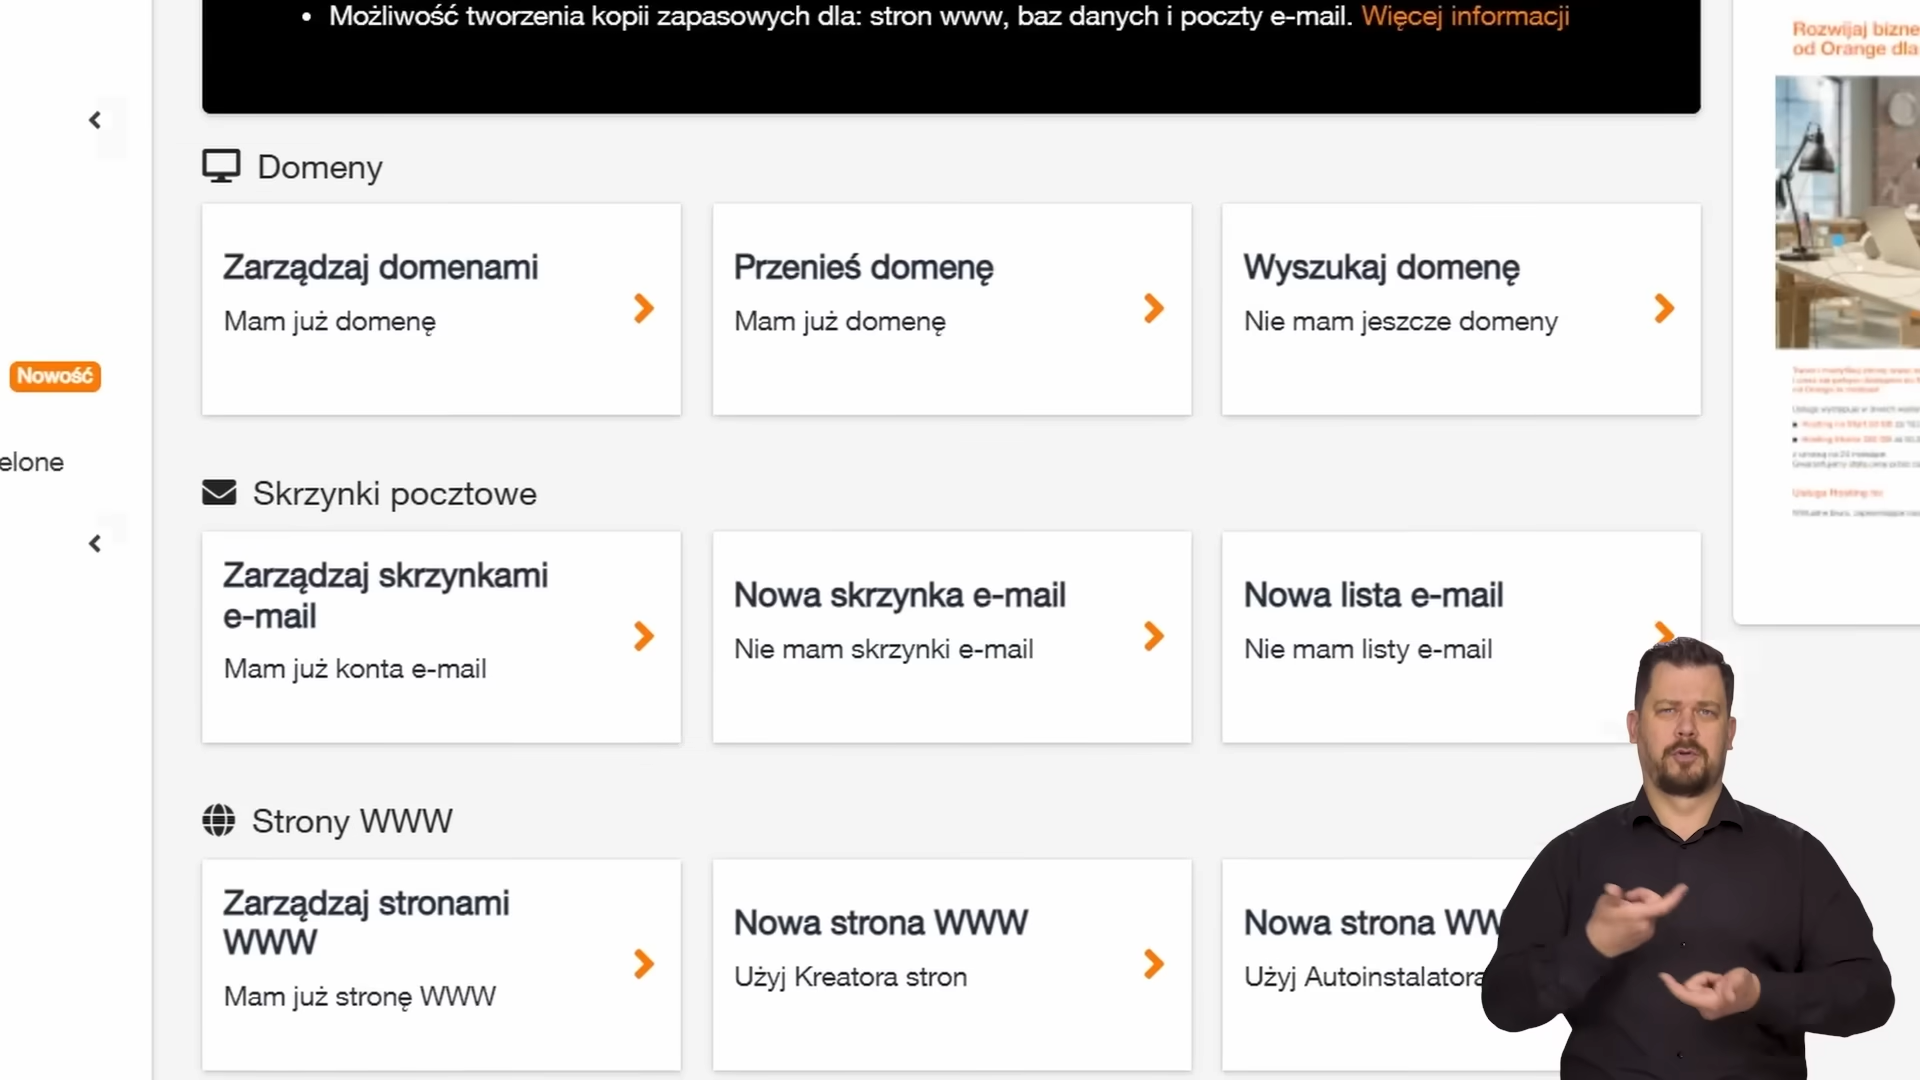 Możliwość tworzenia kopii zapasowych dla: stron www, baz danych i poczty e-mail. Więcej informacji
Rozwijaj bizne
od Orange dla
Domeny
Zarządzaj domenami
Mam już domenę
Przenieś domenę
Mam już domenę
Wyszukaj domenę
Nie mam jeszcze domeny
Nowość
elone
Skrzynki pocztowe
Zarządzaj skrzynkami
e-mail
Mam już konta e-mail
Nowa skrzynka e-mail
Nie mam skrzynki e-mail
Nowa lista e-mail
Nie mam listy e-mail
Strony WWW
Zarządzaj stronami
WWW
Mam już stronę WWW
Nowa strona WWW
Użyj Kreatora stron
Nowa strona WW
Użyj Autoinstalatora